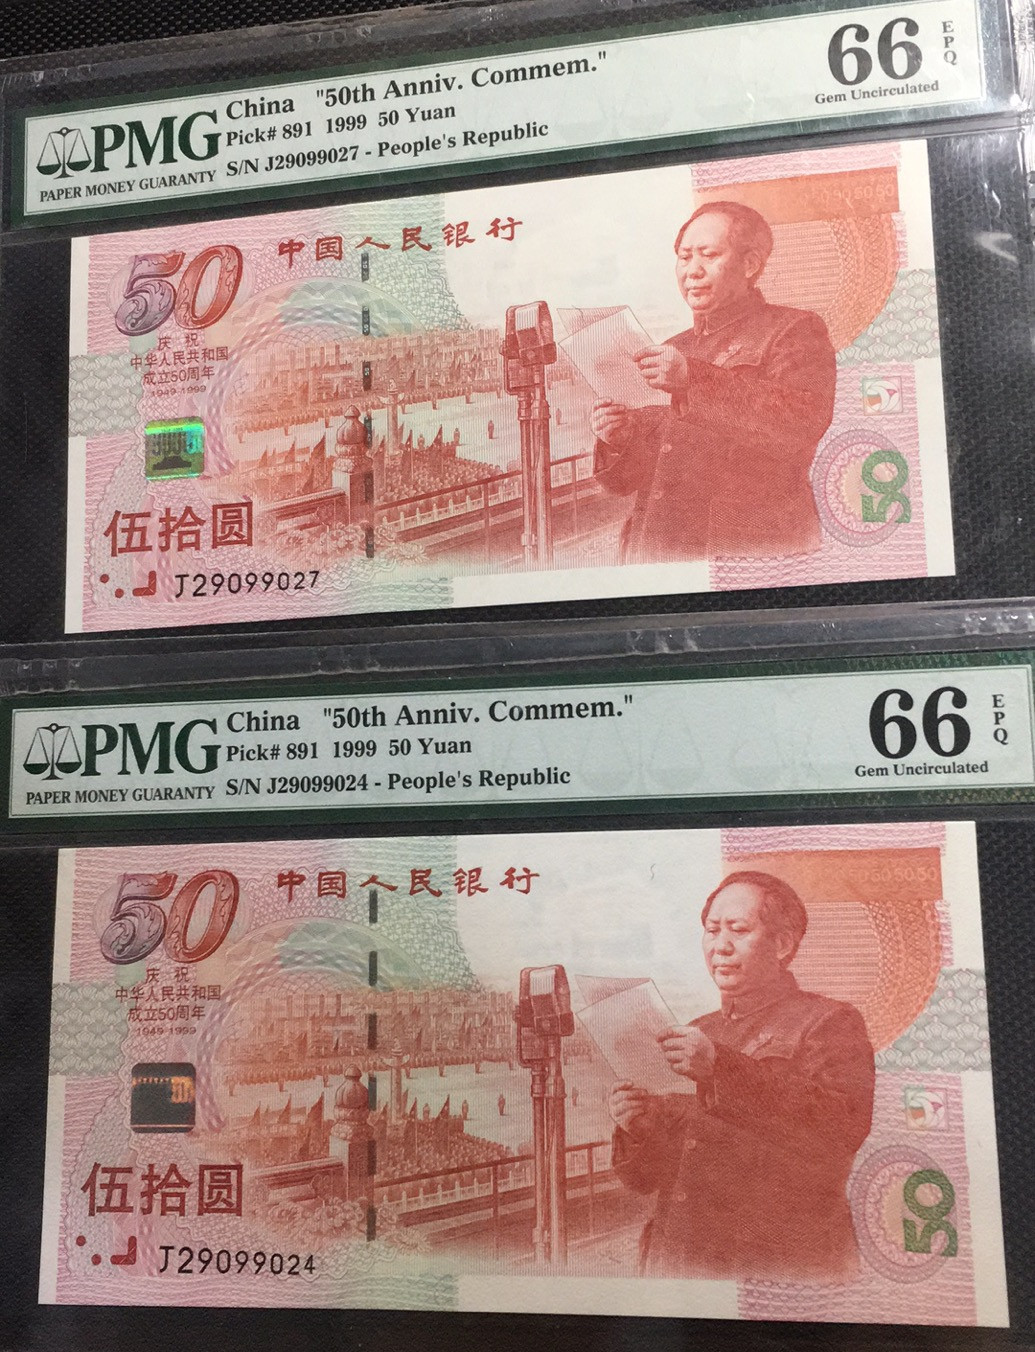 PMG
PAPER MONEY GUARANTY
China "50th Anniv. Commem."
Pick# 891 1999 50 Yuan
S/N J29099027 - People's Republic
66
EPQ
Gem Uncirculated
50
中国人民银行
505050
庆祝
中华人民共和国
成立50周年
1949-1999
50
伍拾圆
J29099027
PMG
PAPER MONEY GUARANTY
China "50th Anniv. Commem."
Pick# 891 1999 50 Yuan
S/N J29099024 - People's Republic
66
EPQ
Gem Uncirculated
50
中国人民银行
505050
庆祝
中华人民共和国
成立50周年
1949-1999
50
伍拾圆
J29099024